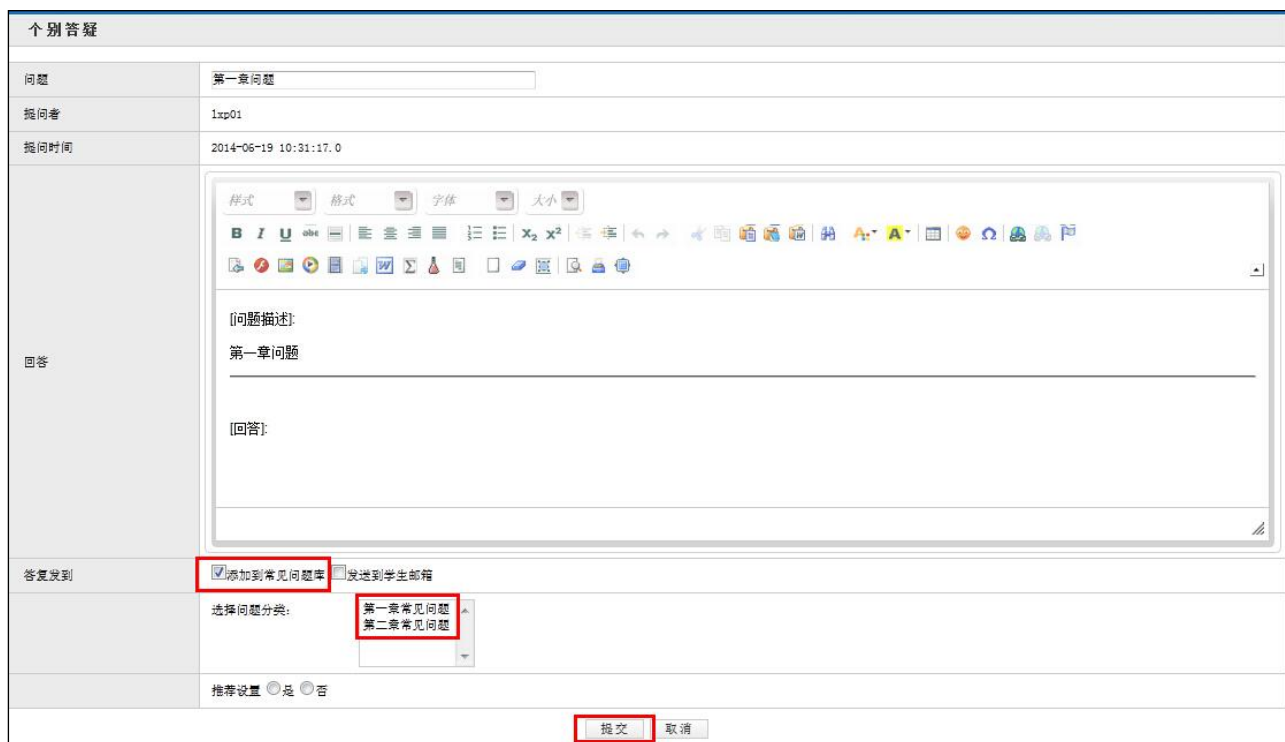 个别答疑
问题 第一章问题
提问者 lxp01
提问时间 2014-06-19 10:31:17.0
样式 格式 字体 大小
B I U abc X₂ X² A A Ω
W Σ
[问题描述]:
第一章问题
回答
[回答]:
答复发到 添加到常见问题库 发送到学生邮箱
选择问题分类: 第一章常见问题
第二章常见问题
推荐设置 是 否
提交 取消